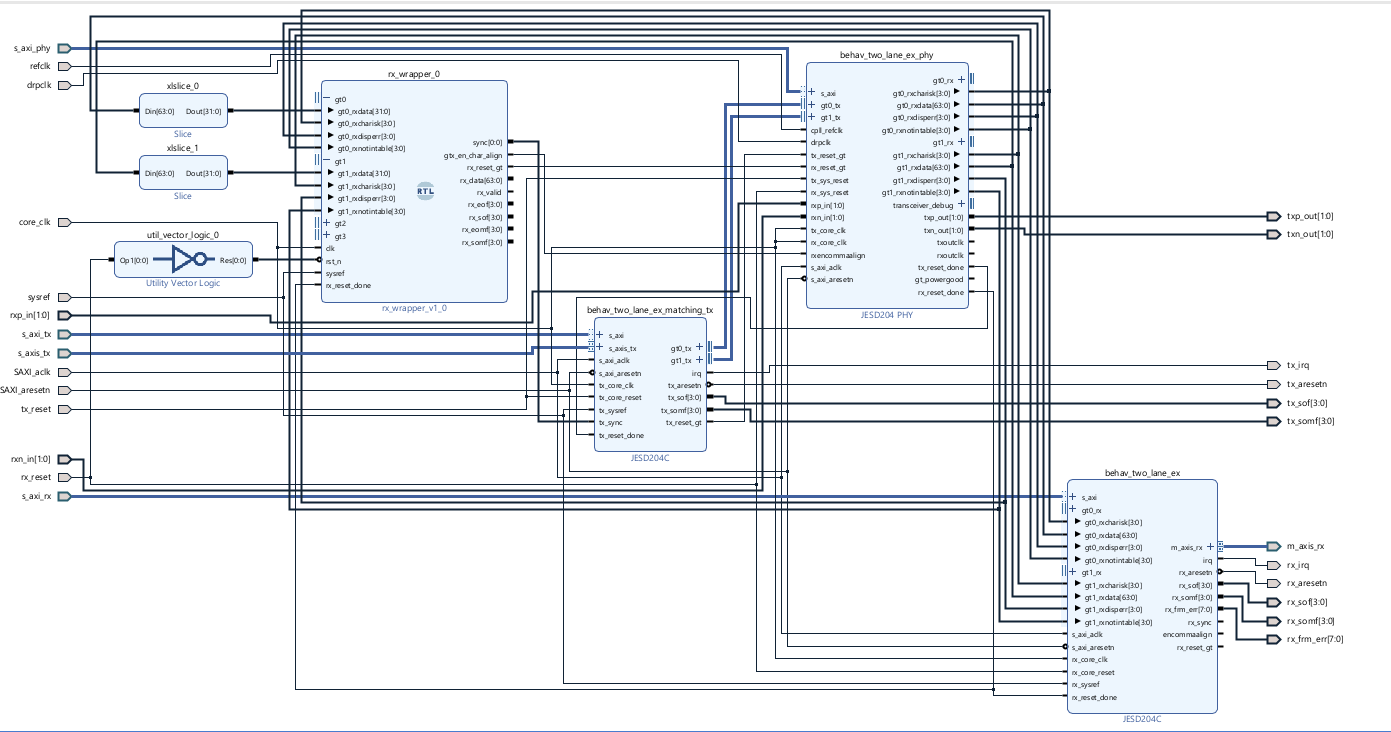 s_axi_phy
refclk
drpclk
xlslice_0
Din[63:0] Dout[31:0]
Slice
xlslice_1
Din[63:0] Dout[31:0]
Slice
core_clk
util_vector_logic_0
Op1[0:0] Res[0:0]
Utility Vector Logic
sysref
rxp_in[1:0]
s_axi_tx
s_axis_tx
SAXI_aclk
SAXI_aresetn
tx_reset
rxn_in[1:0]
rx_reset
s_axi_rx
rx_wrapper_0
gt0
gt0_rxdata[31:0]
gt0_rxcharisk[3:0]
gt0_rxdisperr[3:0]
gt0_rxnotintable[3:0]
gt1
gt1_rxdata[31:0]
gt1_rxcharisk[3:0]
gt1_rxdisperr[3:0]
gt1_rxnotintable[3:0]
gt2
gt3
clk
rst_n
sysref
rx_reset_done
RTL
sync[0:0]
gtx_en_char_align
rx_reset_gt
rx_data[63:0]
rx_valid
rx_eof[3:0]
rx_sof[3:0]
rx_eomf[3:0]
rx_somf[3:0]
rx_wrapper_v1_0
behav_two_lane_ex_matching_tx
s_axi
s_axis_tx
s_axi_aclk
s_axi_aresetn
tx_core_clk
tx_core_reset
tx_sysref
tx_sync
tx_reset_done
gt0_tx
gt1_tx
irq
tx_aresetn
tx_sof[3:0]
tx_somf[3:0]
tx_reset_gt
JESD204C
behav_two_lane_ex_phy
s_axi
gt0_tx
gt1_tx
cpll_refclk
drpclk
tx_reset_gt
rx_reset_gt
tx_sys_reset
rx_sys_reset
rxp_in[1:0]
rxn_in[1:0]
tx_core_clk
rx_core_clk
rxencommaalign
s_axi_aclk
s_axi_aresetn
gt0_rx
gt0_rxcharisk[3:0]
gt0_rxdata[63:0]
gt0_rxdisperr[3:0]
gt0_rxnotintable[3:0]
gt1_rx
gt1_rxcharisk[3:0]
gt1_rxdata[63:0]
gt1_rxdisperr[3:0]
gt1_rxnotintable[3:0]
transceiver_debug
txp_out[1:0]
txn_out[1:0]
txoutclk
rxoutclk
tx_reset_done
gt_powergood
rx_reset_done
JESD204 PHY
behav_two_lane_ex
s_axi
gt0_rx
gt0_rxcharisk[3:0]
gt0_rxdata[63:0]
gt0_rxdisperr[3:0]
gt0_rxnotintable[3:0]
gt1_rx
gt1_rxcharisk[3:0]
gt1_rxdata[63:0]
gt1_rxdisperr[3:0]
gt1_rxnotintable[3:0]
s_axi_aclk
s_axi_aresetn
rx_core_clk
rx_core_reset
rx_sysref
rx_reset_done
m_axis_rx
irq
rx_aresetn
rx_sof[3:0]
rx_somf[3:0]
rx_frm_err[7:0]
rx_sync
encommaalign
rx_reset_gt
JESD204C
txp_out[1:0]
txn_out[1:0]
tx_irq
tx_aresetn
tx_sof[3:0]
tx_somf[3:0]
m_axis_rx
rx_irq
rx_aresetn
rx_sof[3:0]
rx_somf[3:0]
rx_frm_err[7:0]